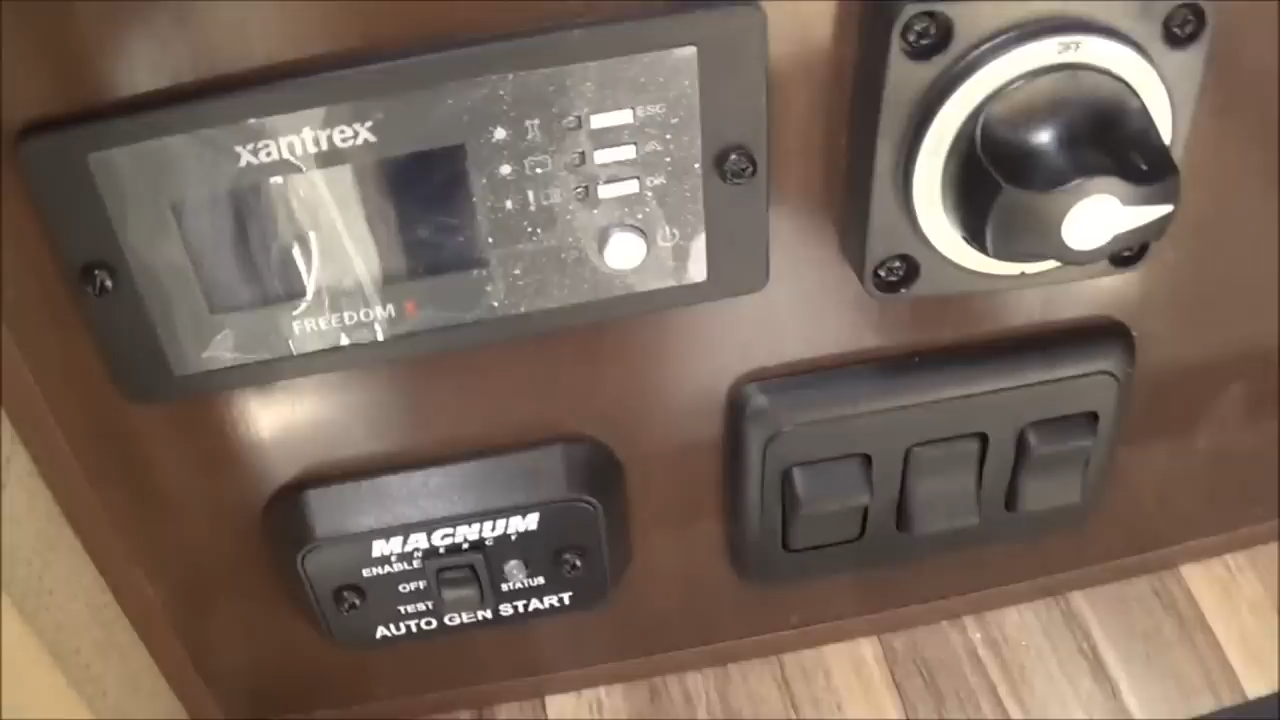 xantrex
ESC
OK
FREEDOM X
OFF
MAGNUM
ENERGY
ENABLE
OFF
STATUS
TEST
AUTO GEN START